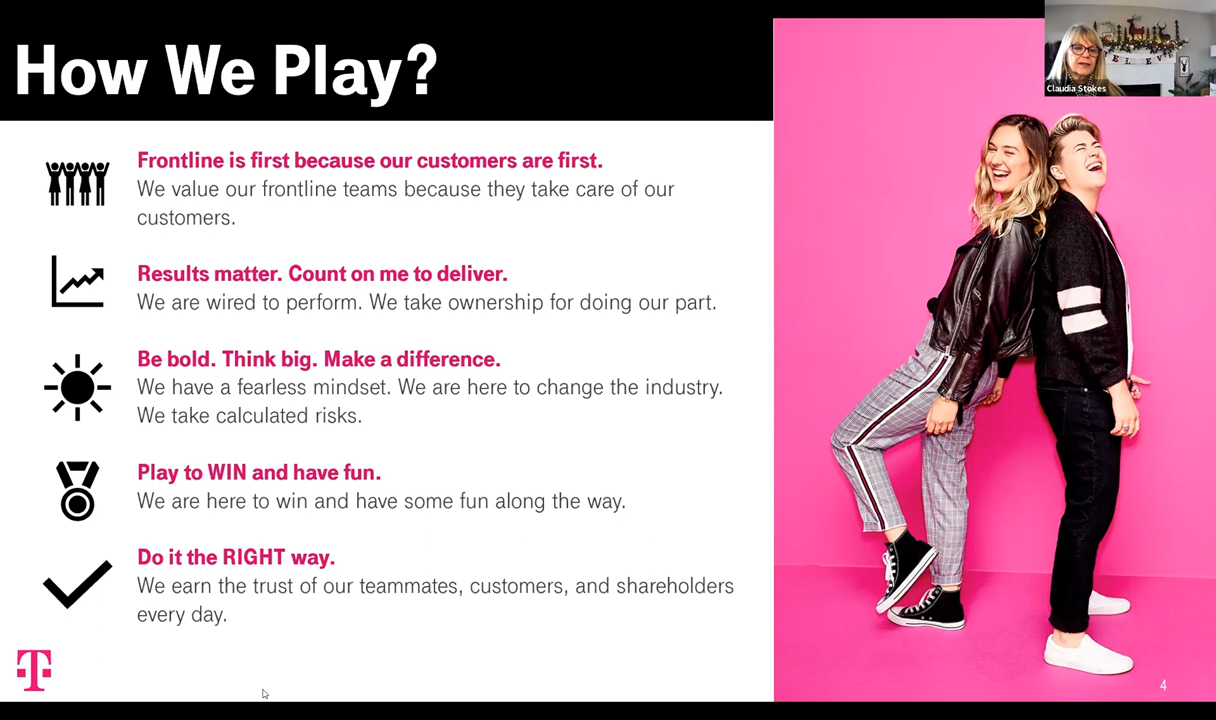 How We Play?
Claudia Stokes
Frontline is first because our customers are first.
We value our frontline teams because they take care of our
customers.
Results matter. Count on me to deliver.
We are wired to perform. We take ownership for doing our part.
Be bold. Think big. Make a difference.
We have a fearless mindset. We are here to change the industry.
We take calculated risks.
Play to WIN and have fun.
We are here to win and have some fun along the way.
Do it the RIGHT way.
We earn the trust of our teammates, customers, and shareholders
every day.
T
4